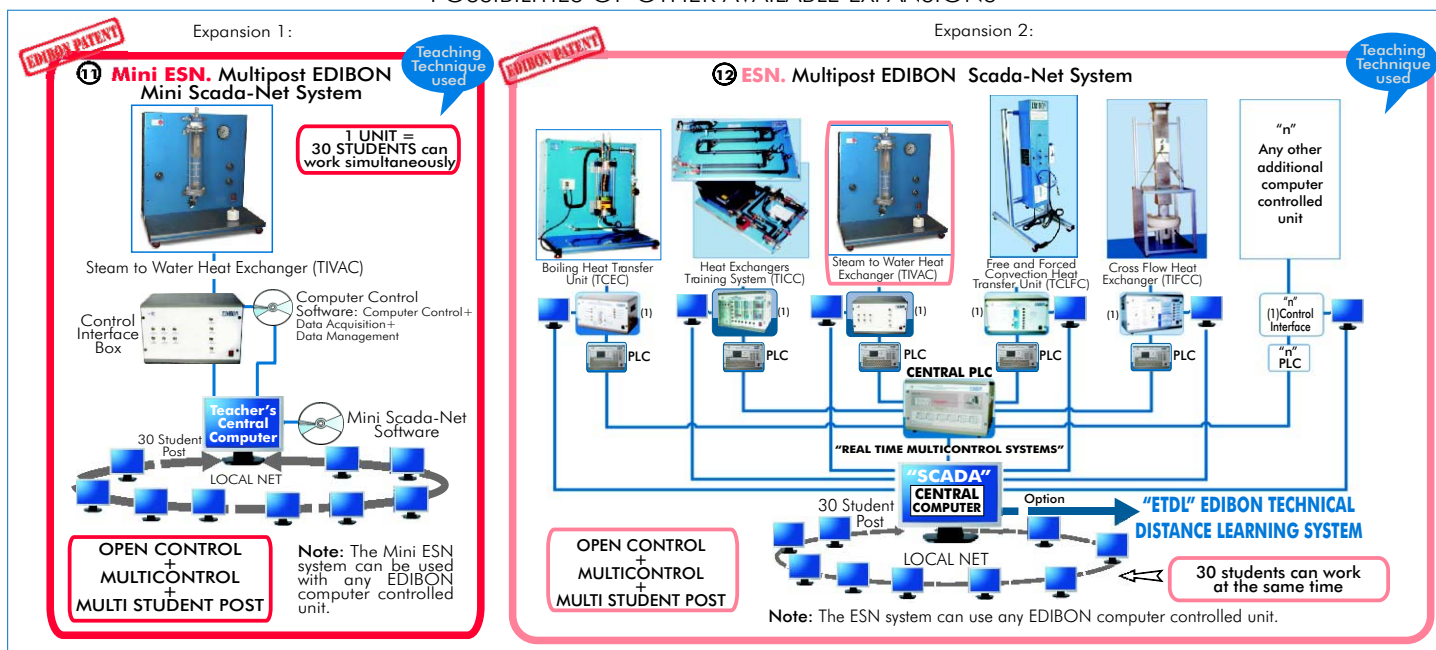 POSSIBILITIES OF OTHER AVAILABLE EXPANSIONS
Expansion 1:
EDIBON PATENT
Teaching
Technique
used
11 Mini ESN. Multipost EDIBON
Mini Scada-Net System
1 UNIT =
30 STUDENTS can
work simultaneously
Steam to Water Heat Exchanger (TIVAC)
Control
Interface
Box
Computer Control
Software: Computer Control+
Data Acquisition+
Data Management
Teacher's
Central
Computer
Mini Scada-Net
Software
30 Student
Post
LOCAL NET
OPEN CONTROL
+
MULTICONTROL
+
MULTI STUDENT POST
Note: The Mini ESN
system can be used
with any EDIBON
computer controlled
unit.
Expansion 2:
EDIBON PATENT
Teaching
Technique
used
12 ESN. Multipost EDIBON Scada-Net System
Boiling Heat Transfer
Unit (TCEC)
Heat Exchangers
Training System (TICC)
Steam to Water Heat
Exchanger (TIVAC)
Free and Forced
Convection Heat
Transfer Unit (TCLFC)
Cross Flow Heat
Exchanger (TIFCC)
"n"
Any other
additional
computer
controlled
unit
(1)
(1)
(1)
(1)
(1)
"n"
(1)Control
Interface
PLC
PLC
PLC
PLC
PLC
"n"
PLC
CENTRAL PLC
"REAL TIME MULTICONTROL SYSTEMS"
"SCADA"
CENTRAL
COMPUTER
Option
"ETDL" EDIBON TECHNICAL
DISTANCE LEARNING SYSTEM
30 Student
Post
LOCAL NET
OPEN CONTROL
+
MULTICONTROL
+
MULTI STUDENT POST
30 students can work
at the same time
Note: The ESN system can use any EDIBON computer controlled unit.